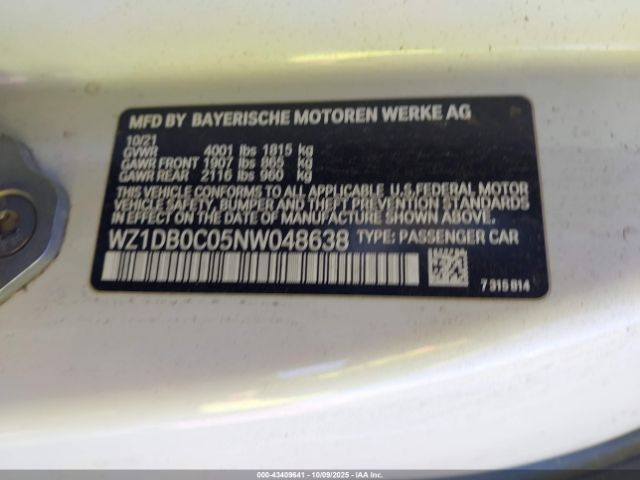 MFD BY BAYERISCHE MOTOREN WERKE AG
10/21
GVWR 4001 lbs 1815 kg
GAWR FRONT 1907 lbs 865 kg
GAWR REAR 2116 lbs 960 kg
THIS VEHICLE CONFORMS TO ALL APPLICABLE U.S.FEDERAL MOTOR
VEHICLE SAFETY, BUMPER AND THEFT PREVENTION STANDARDS IN
EFFECT ON THE DATE OF MANUFACTURE SHOWN ABOVE.
WZ1DB0C05NW048638 TYPE: PASSENGER CAR
7 315 814
000-43409641 | 10/09/2025 - IAA Inc.